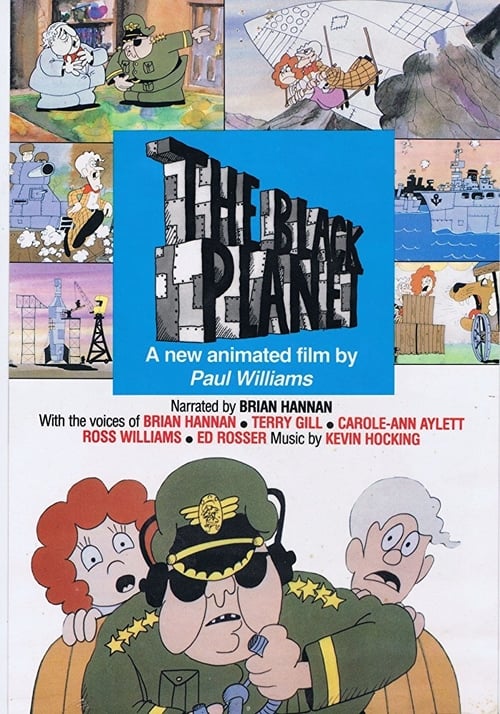 THE BLACK
PLANET
A new animated film by
Paul Williams
Narrated by BRIAN HANNAN
With the voices of BRIAN HANNAN • TERRY GILL • CAROLE-ANN AYLETT
ROSS WILLIAMS • ED ROSSER Music by KEVIN HOCKING